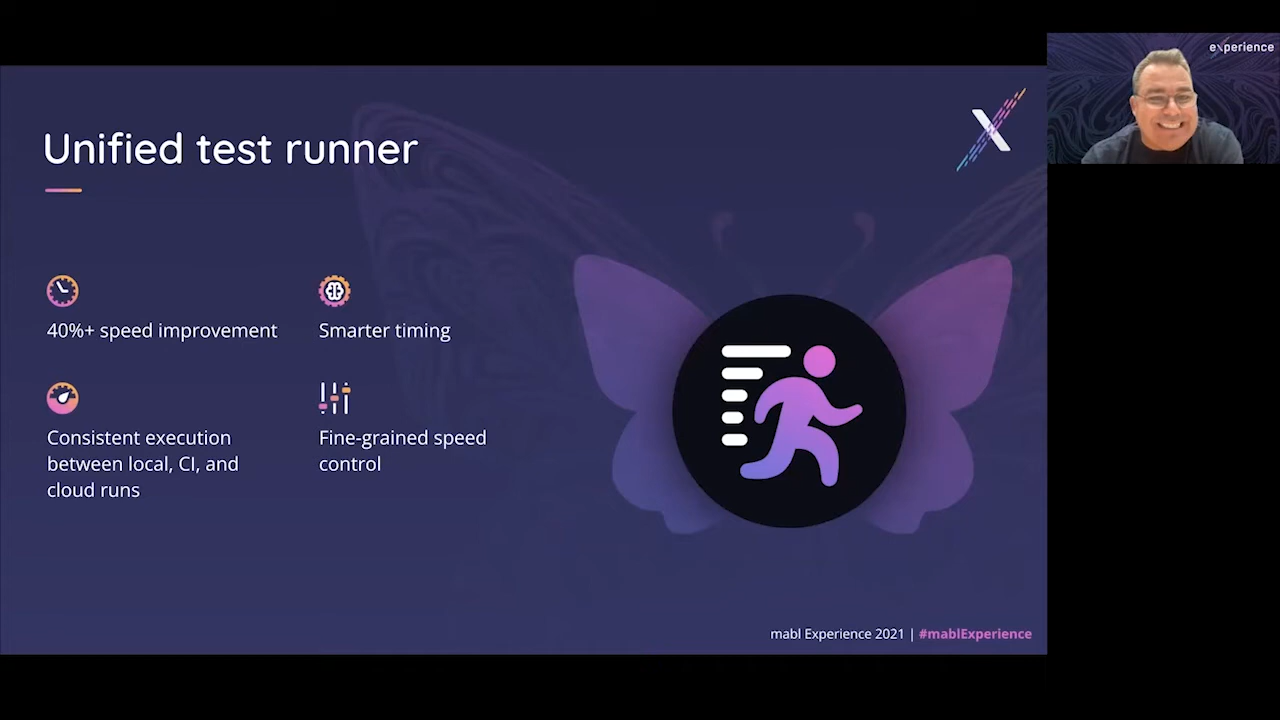 Unified test runner
40%+ speed improvement
Smarter timing
Consistent execution
between local, CI, and
cloud runs
Fine-grained speed
control
mabl Experience 2021 | #mablExperience
experience